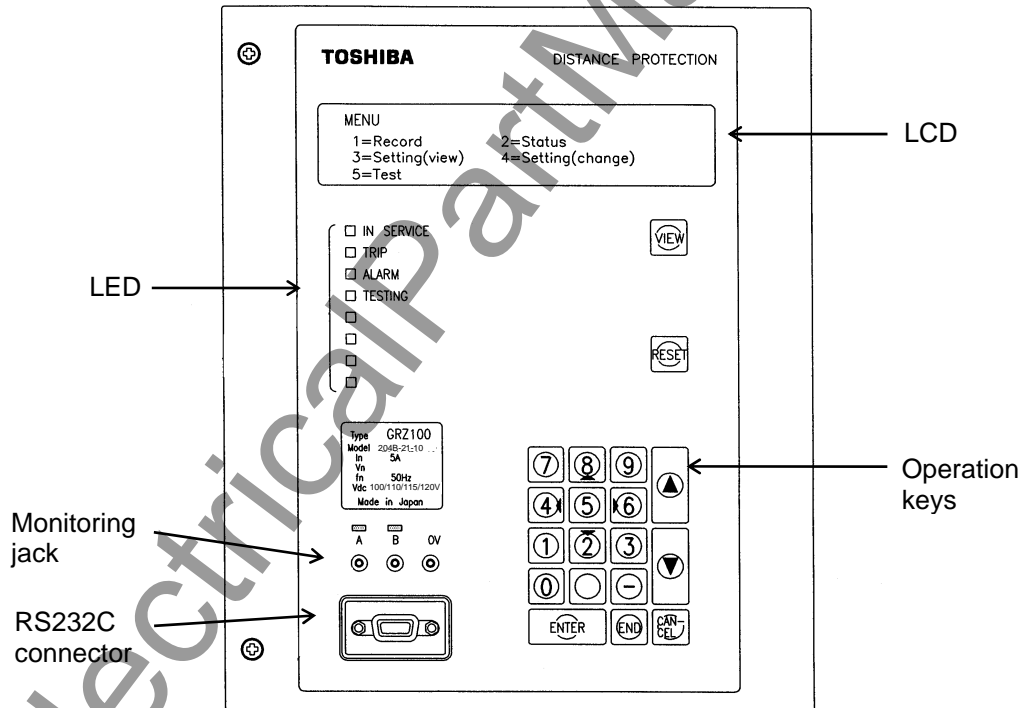 TOSHIBA DISTANCE PROTECTION
MENU
1=Record 2=Status
3=Setting(view) 4=Setting(change)
5=Test
LCD
IN SERVICE
TRIP
ALARM
TESTING
LED
VIEW
RESET
Type GRZ100
Model 204B-21-10
In 5A
Vn
fn 50Hz
Vdc 100/110/115/120V
Made in Japan
7 8 9
4 5 6
1 2 3
0 −
ENTER END CAN-
CEL
Operation
keys
Monitoring
jack
A B 0V
RS232C
connector